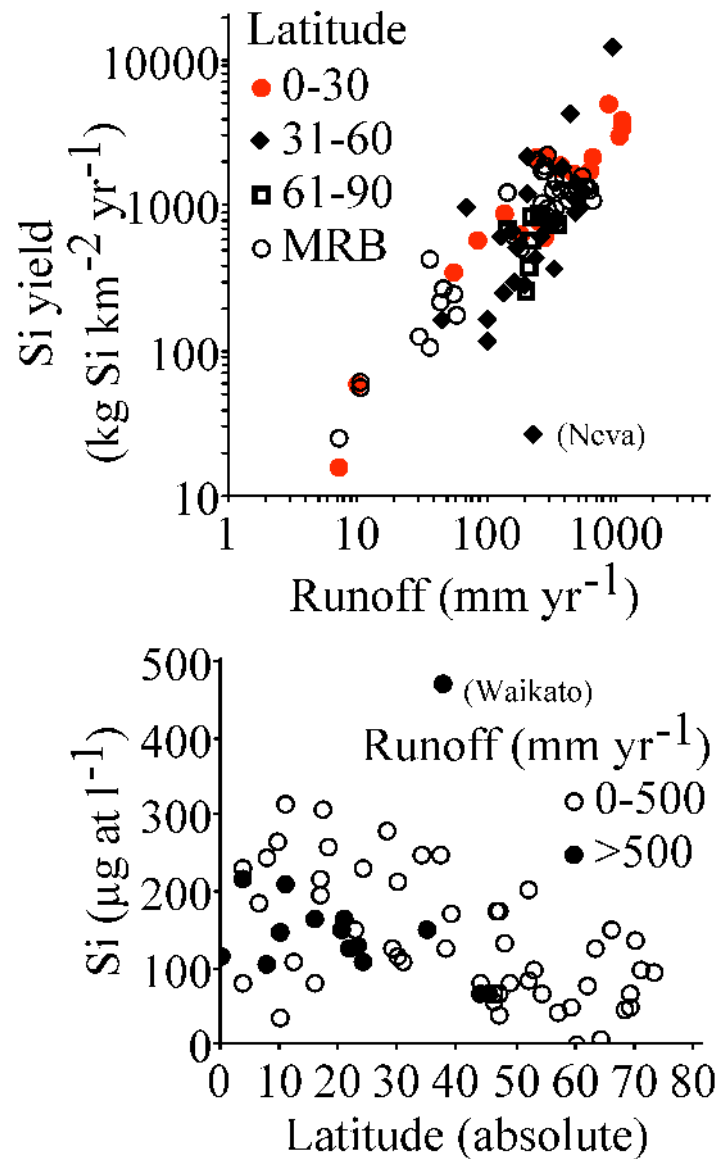 Latitude
0-30
31-60
61-90
MRB
10000
1000
100
10
Si yield
(kg Si km⁻² yr⁻¹)
(Neva)
1 10 100 1000
Runoff (mm yr⁻¹)
500
400
300
200
100
0
Si (µg at l⁻¹)
(Waikato)
Runoff (mm yr⁻¹)
0-500
>500
0 10 20 30 40 50 60 70 80
Latitude (absolute)